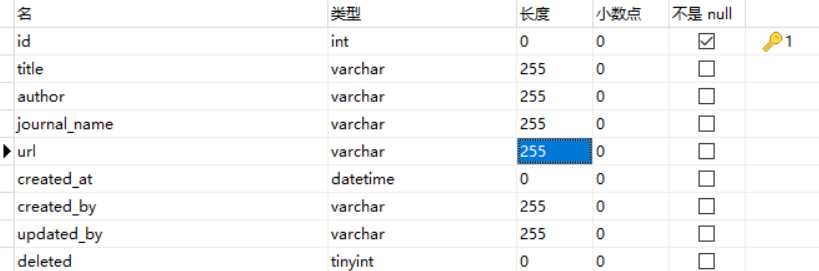 名 类型 长度 小数点 不是 null
id int 0 0 1
title varchar 255 0
author varchar 255 0
journal_name varchar 255 0
url varchar 255 0
created_at datetime 0 0
created_by varchar 255 0
updated_by varchar 255 0
deleted tinyint 0 0